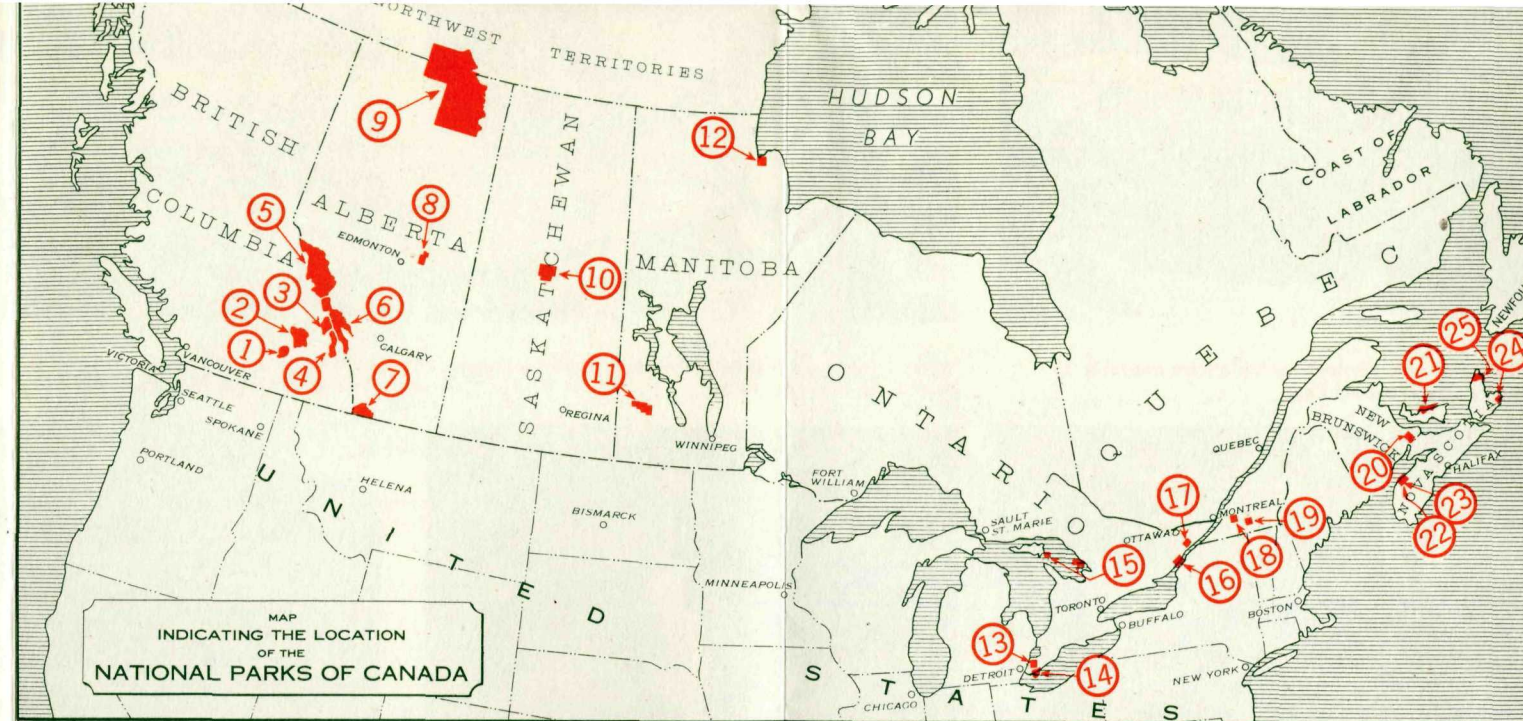 NORTHWEST
TERRITORIES
HUDSON
BAY
BRITISH
COLUMBIA
ALBERTA
SASKATCHEWAN
MANITOBA
ONTARIO
QUEBEC
COAST OF
LABRADOR
NEW
BRUNSWICK
NOVA SCOTIA
9
12
5
8
EDMONTON
10
3
6
2
1
4
7
CALGARY
VICTORIA
VANCOUVER
SEATTLE
SPOKANE
PORTLAND
HELENA
BISMARCK
11
REGINA
WINNIPEG
FORT
WILLIAM
SAULT
ST. MARIE
MINNEAPOLIS
OTTAWA
MONTREAL
QUEBEC
HALIFAX
TORONTO
BUFFALO
BOSTON
NEW YORK
DETROIT
CHICAGO
25
24
21
20
23
22
17
19
18
16
15
13
14
UNITED
STATES
MAP
INDICATING THE LOCATION
OF THE
NATIONAL PARKS OF CANADA